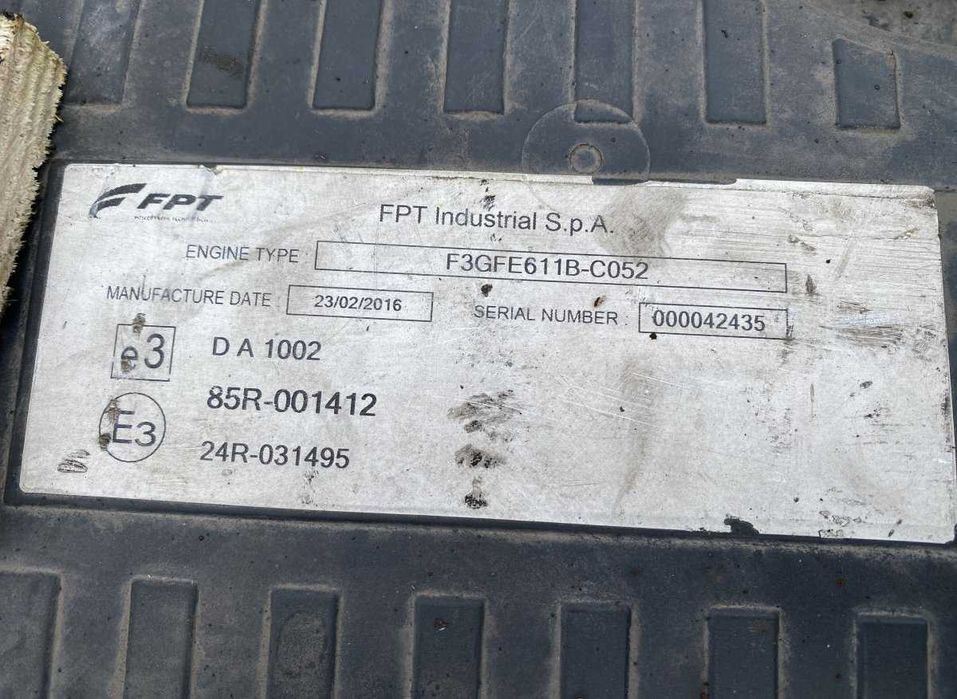 FPT
FPT Industrial S.p.A.
ENGINE TYPE : F3GFE611B-C052
MANUFACTURE DATE : 23/02/2016 SERIAL NUMBER : 000042435
e3 D A 1002
85R-001412
E3
24R-031495